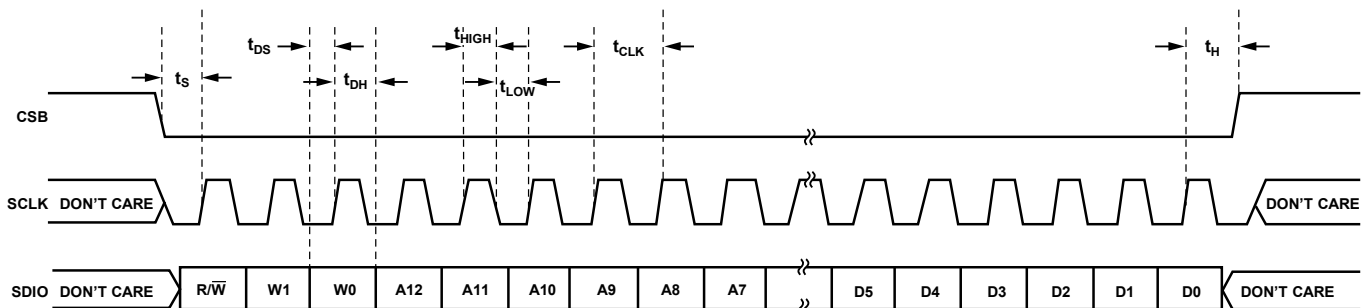 tDS
tHIGH
tCLK
tH
tS
tDH
tLOW
CSB
SCLK DON'T CARE
DON'T CARE
SDIO DON'T CARE
R/W̅
W1
W0
A12
A11
A10
A9
A8
A7
D5
D4
D3
D2
D1
D0
DON'T CARE